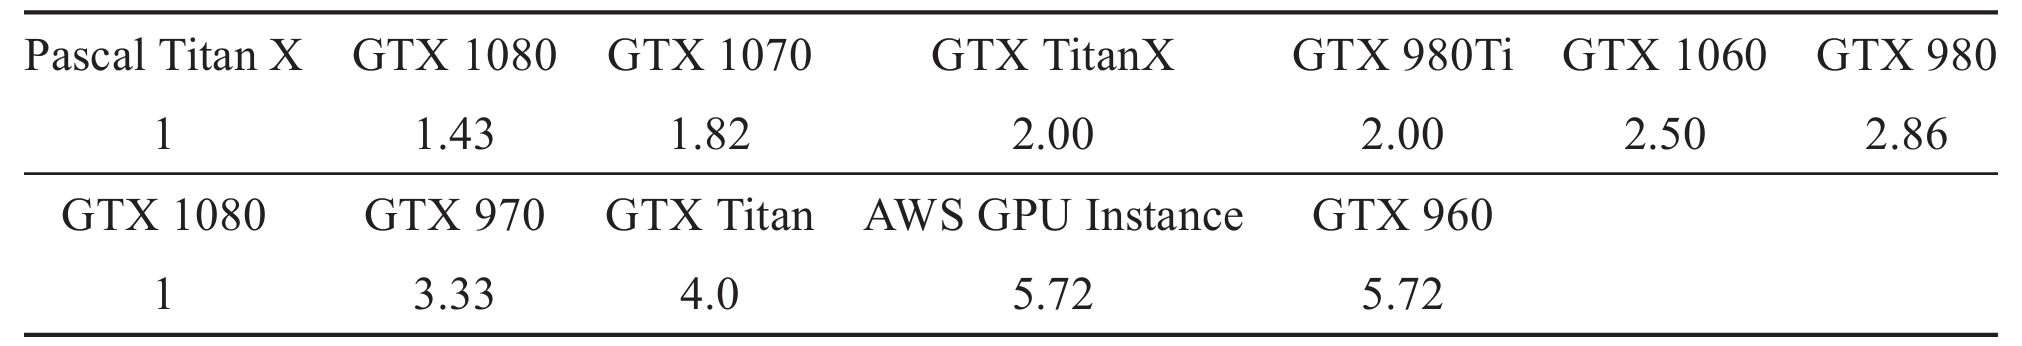 Pascal Titan X GTX 1080 GTX 1070 GTX TitanX GTX 980Ti GTX 1060 GTX 980
1 1.43 1.82 2.00 2.00 2.50 2.86
GTX 1080 GTX 970 GTX Titan AWS GPU Instance GTX 960
1 3.33 4.0 5.72 5.72